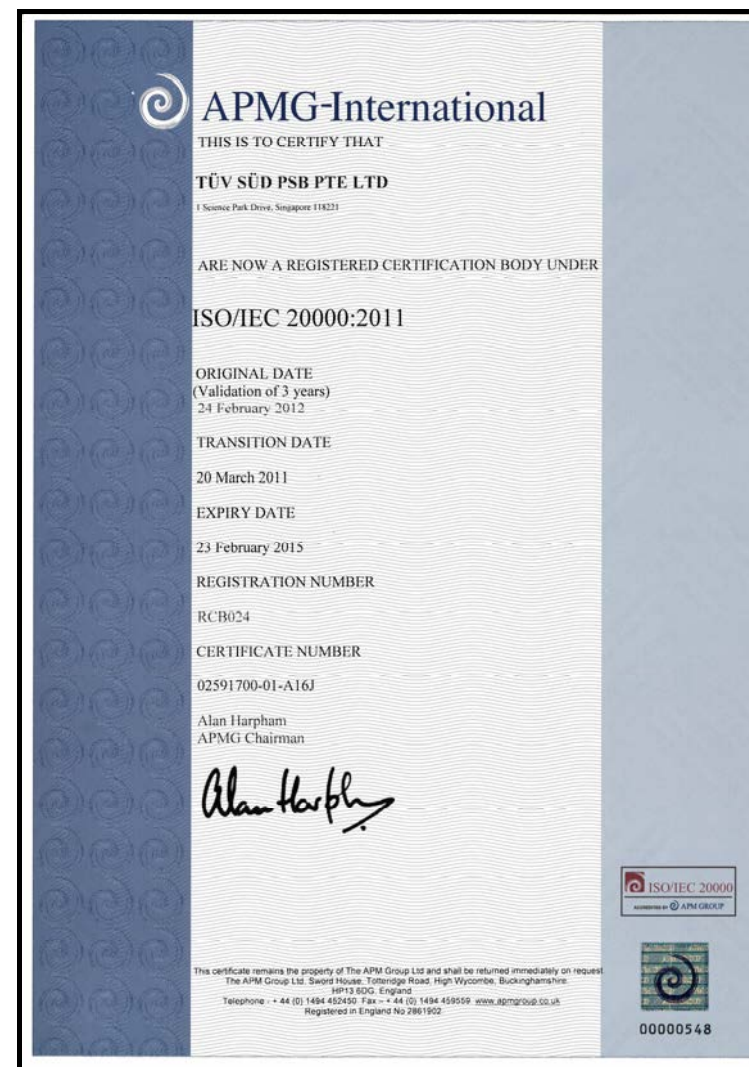 APMG-International
THIS IS TO CERTIFY THAT
TÜV SÜD PSB PTE LTD
1 Science Park Drive, Singapore 118221
ARE NOW A REGISTERED CERTIFICATION BODY UNDER
ISO/IEC 20000:2011
ORIGINAL DATE
(Validation of 3 years)
24 February 2012
TRANSITION DATE
20 March 2011
EXPIRY DATE
23 February 2015
REGISTRATION NUMBER
RCB024
CERTIFICATE NUMBER
02591700-01-A16J
Alan Harpham
APMG Chairman
Alan Harpham
ISO/IEC 20000
ACCREDITED BY APM GROUP
This certificate remains the property of The APM Group Ltd and shall be returned immediately on request
The APM Group Ltd. Sword House, Totteridge Road, High Wycombe, Buckinghamshire.
HP13 6DG. England
Telephone - + 44 (0) 1494 452450 Fax - + 44 (0) 1494 459559 www.apmgroup.co.uk
Registered in England No 2861902
00000548